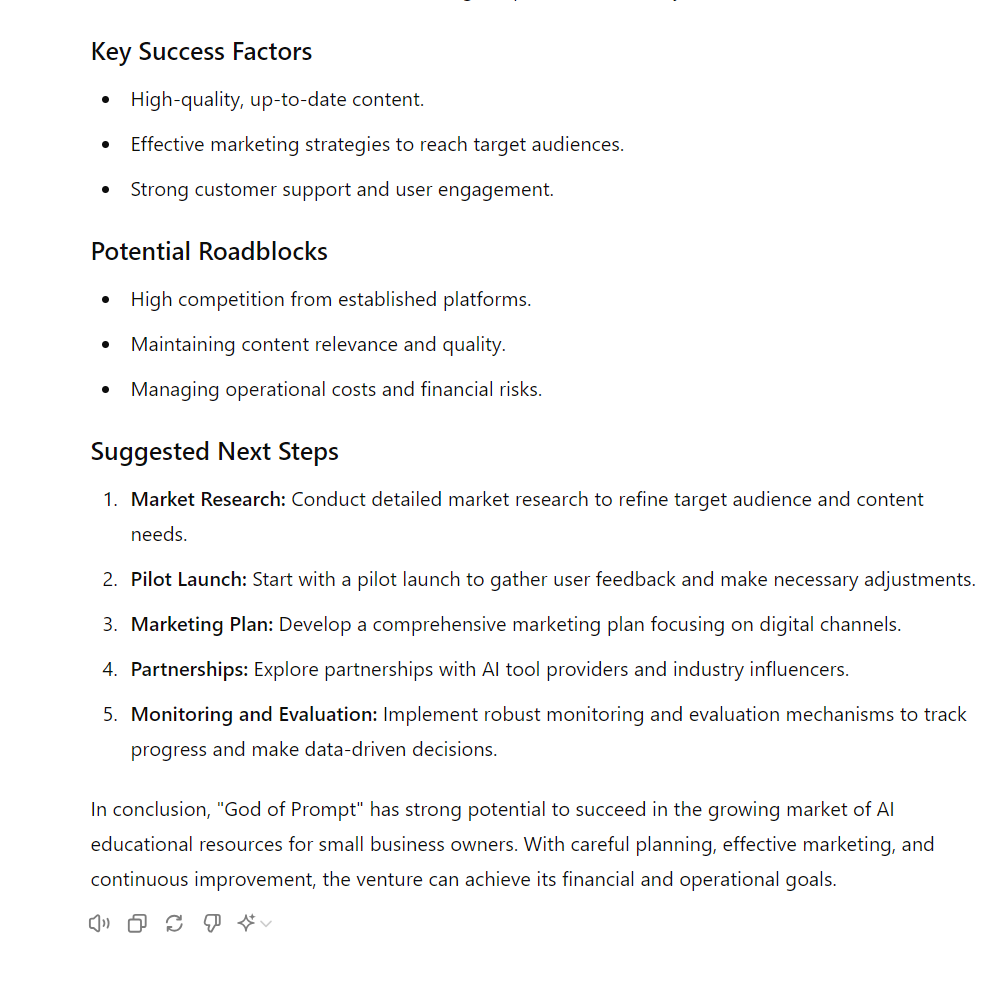 Key Success Factors
• High-quality, up-to-date content.
• Effective marketing strategies to reach target audiences.
• Strong customer support and user engagement.
Potential Roadblocks
• High competition from established platforms.
• Maintaining content relevance and quality.
• Managing operational costs and financial risks.
Suggested Next Steps
1. Market Research: Conduct detailed market research to refine target audience and content
needs.
2. Pilot Launch: Start with a pilot launch to gather user feedback and make necessary adjustments.
3. Marketing Plan: Develop a comprehensive marketing plan focusing on digital channels.
4. Partnerships: Explore partnerships with AI tool providers and industry influencers.
5. Monitoring and Evaluation: Implement robust monitoring and evaluation mechanisms to track
progress and make data-driven decisions.
In conclusion, "God of Prompt" has strong potential to succeed in the growing market of AI
educational resources for small business owners. With careful planning, effective marketing, and
continuous improvement, the venture can achieve its financial and operational goals.